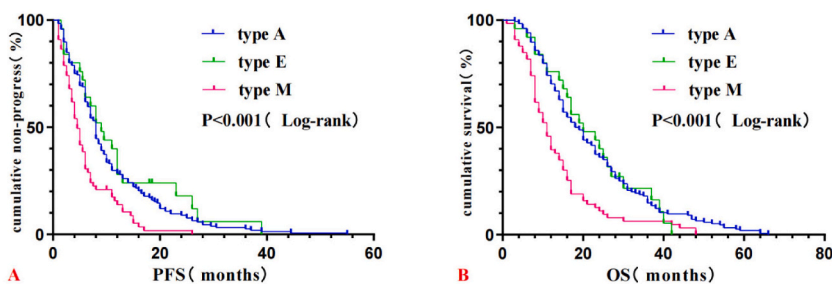 cumulative non-progress( %)
100
50
0
0 20 40 60
type A
type E
type M
P<0.001( Log-rank)
PFS( months)
A
cumulative survival( %)
100
50
0
0 20 40 60 80
type A
type E
type M
P<0.001( Log-rank)
OS( months)
B